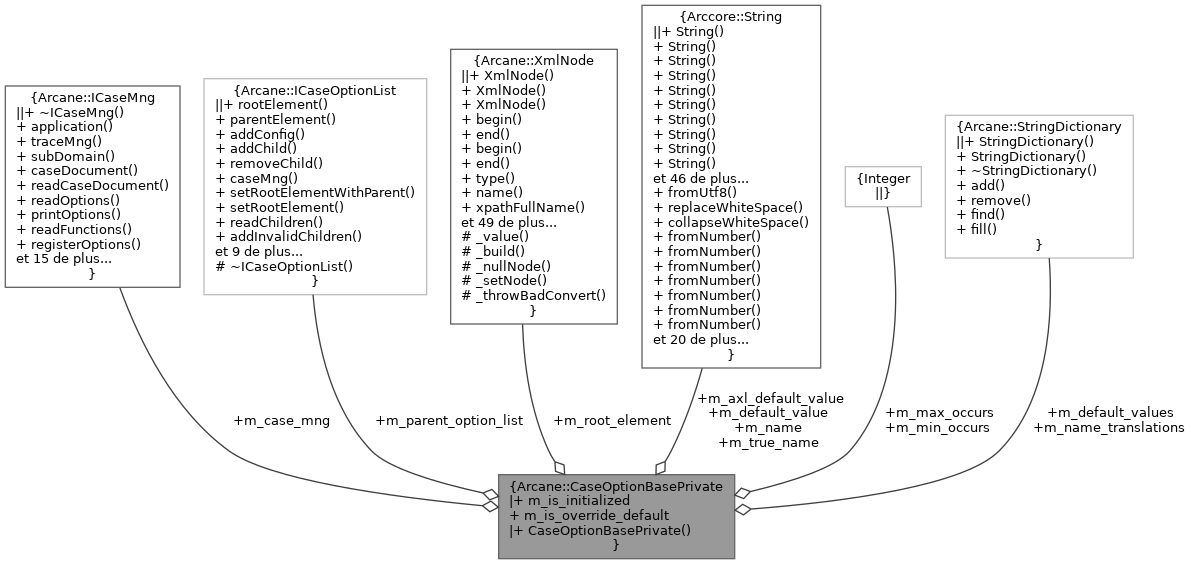 {Arcane::ICaseMng
||+ ~ICaseMng()
+ application()
+ traceMng()
+ subDomain()
+ caseDocument()
+ readCaseDocument()
+ readOptions()
+ printOptions()
+ readFunctions()
+ registerOptions()
et 15 de plus...
}
{Arcane::ICaseOptionList
||+ rootElement()
+ parentElement()
+ addConfig()
+ addChild()
+ removeChild()
+ caseMng()
+ setRootElementWithParent()
+ setRootElement()
+ readChildren()
+ addInvalidChildren()
et 9 de plus...
# ~ICaseOptionList()
}
{Arcane::XmlNode
||+ XmlNode()
+ XmlNode()
+ XmlNode()
+ begin()
+ end()
+ begin()
+ end()
+ type()
+ name()
+ xpathFullName()
et 49 de plus...
# _value()
# _build()
# _nullNode()
# _setNode()
# _throwBadConvert()
}
{Arccore::String
||+ String()
+ String()
+ String()
+ String()
+ String()
+ String()
+ String()
+ String()
+ String()
+ String()
et 46 de plus...
+ fromUtf8()
+ replaceWhiteSpace()
+ collapseWhiteSpace()
+ fromNumber()
+ fromNumber()
+ fromNumber()
+ fromNumber()
+ fromNumber()
+ fromNumber()
+ fromNumber()
et 20 de plus...
}
{Integer
||}
{Arcane::StringDictionary
||+ StringDictionary()
+ StringDictionary()
+ ~StringDictionary()
+ add()
+ remove()
+ find()
+ fill()
}
+m_case_mng
+m_parent_option_list
+m_root_element
+m_axl_default_value
+m_default_value
+m_name
+m_true_name
+m_max_occurs
+m_min_occurs
+m_default_values
+m_name_translations
{Arcane::CaseOptionBasePrivate
|+ m_is_initialized
+ m_is_override_default
|+ CaseOptionBasePrivate()
}